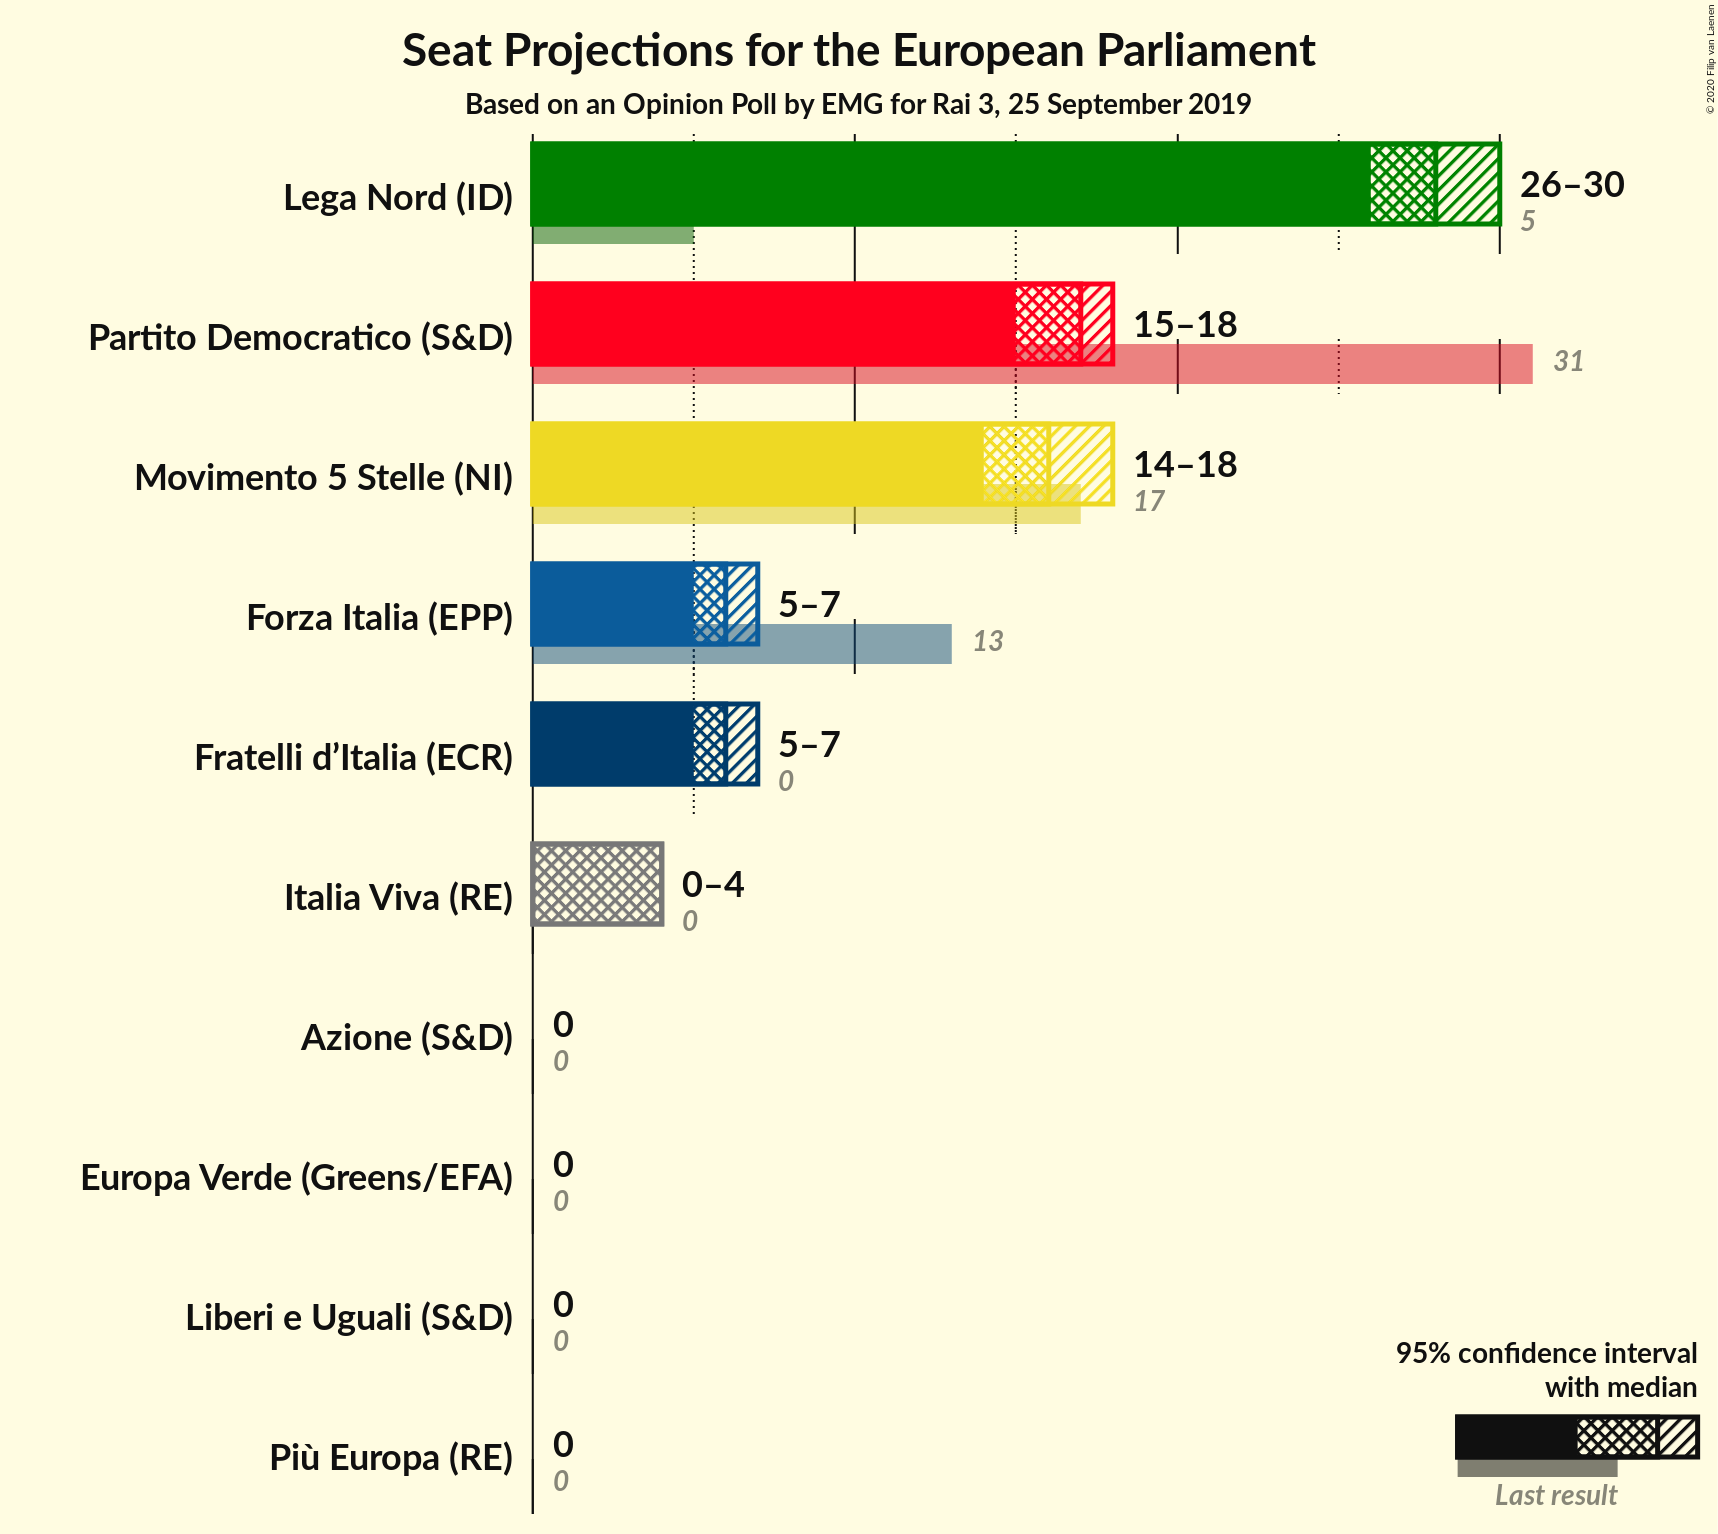 Seat Projections for the European Parliament
Based on an Opinion Poll by EMG for Rai 3, 25 September 2019
© 2020 Filip van Laenen
Lega Nord (ID)
26–30
5
Partito Democratico (S&D)
15–18
31
Movimento 5 Stelle (NI)
14–18
17
Forza Italia (EPP)
5–7
13
Fratelli d’Italia (ECR)
5–7
0
Italia Viva (RE)
0–4
0
Azione (S&D)
0
0
Europa Verde (Greens/EFA)
0
0
Liberi e Uguali (S&D)
0
0
Più Europa (RE)
0
0
95% confidence interval
with median
Last result